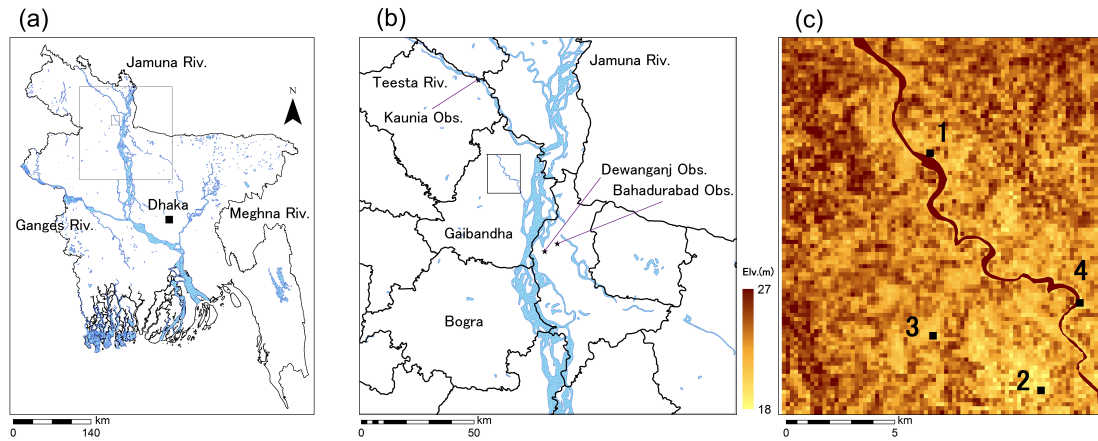 (a)
Jamuna Riv.
N
Dhaka
Ganges Riv.
Meghna Riv.
km
0 140
(b)
Jamuna Riv.
Teesta Riv.
Kaunia Obs.
Dewanganj Obs.
Bahadurabad Obs.
Gaibandha
Bogra
km
0 50
(c)
1
4
3
2
Elv.(m)
27
18
km
0 5